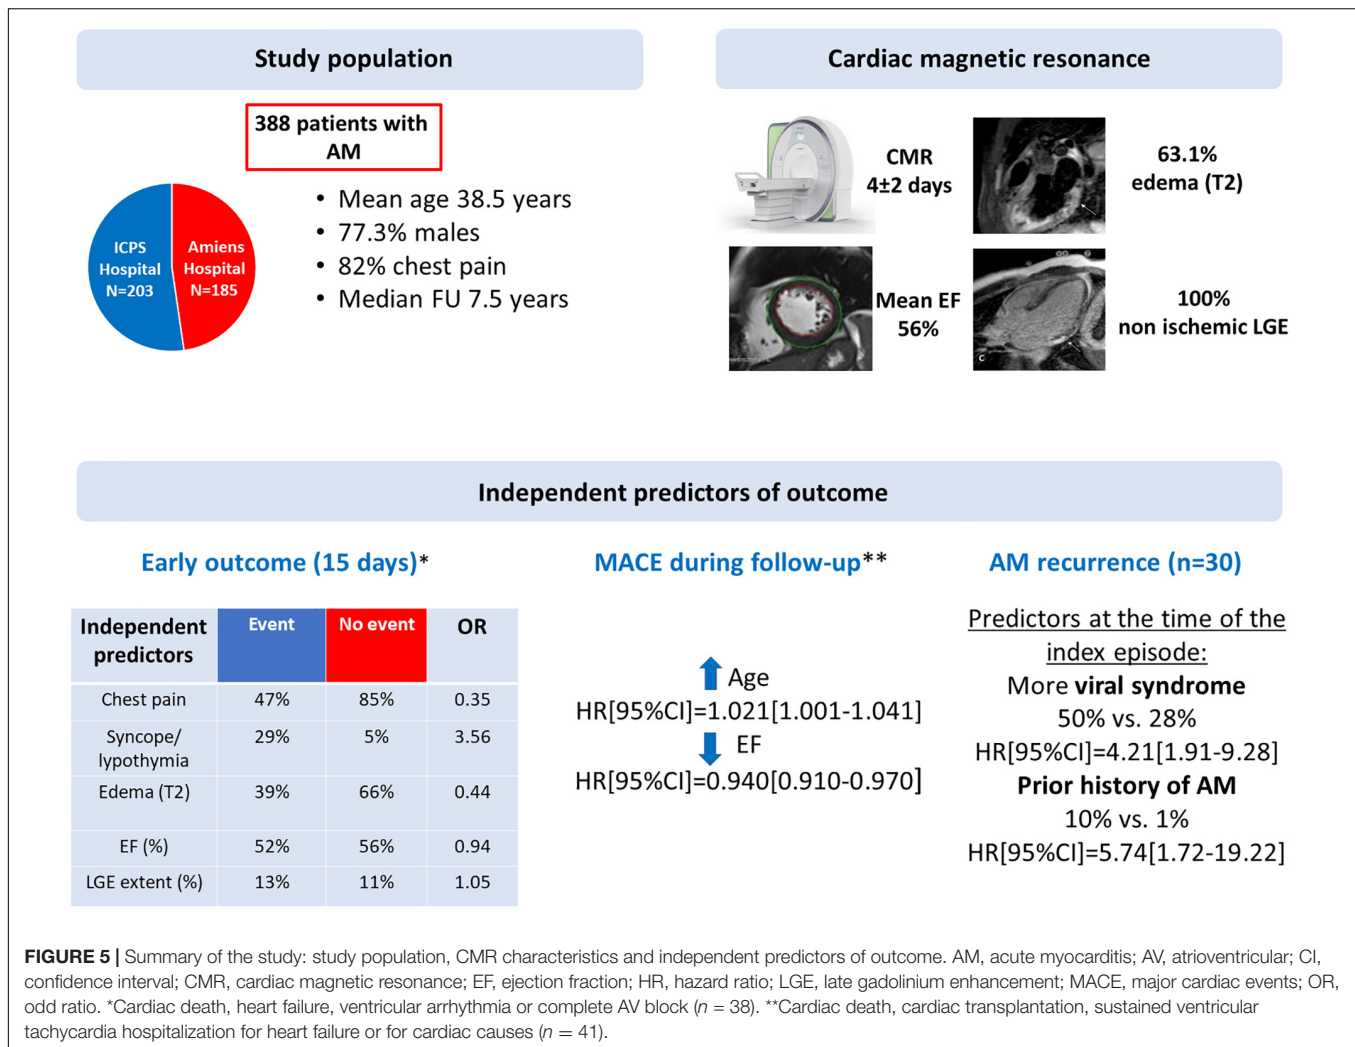 Study population
388 patients with
AM
ICPS
Hospital
N=203
Amiens
Hospital
N=185
• Mean age 38.5 years
• 77.3% males
• 82% chest pain
• Median FU 7.5 years
Cardiac magnetic resonance
CMR
4±2 days
63.1%
edema (T2)
Mean EF
56%
C
100%
non ischemic LGE
Independent predictors of outcome
Early outcome (15 days)*
Independent predictors Event No event OR
Chest pain 47% 85% 0.35
Syncope/
lypothymia 29% 5% 3.56
Edema (T2) 39% 66% 0.44
EF (%) 52% 56% 0.94
LGE extent (%) 13% 11% 1.05
MACE during follow-up**
Age
HR[95%CI]=1.021[1.001-1.041]
EF
HR[95%CI]=0.940[0.910-0.970]
AM recurrence (n=30)
Predictors at the time of the
index episode:
More viral syndrome
50% vs. 28%
HR[95%CI]=4.21[1.91-9.28]
Prior history of AM
10% vs. 1%
HR[95%CI]=5.74[1.72-19.22]
FIGURE 5 | Summary of the study: study population, CMR characteristics and independent predictors of outcome. AM, acute myocarditis; AV, atrioventricular; CI,
confidence interval; CMR, cardiac magnetic resonance; EF, ejection fraction; HR, hazard ratio; LGE, late gadolinium enhancement; MACE, major cardiac events; OR,
odd ratio. *Cardiac death, heart failure, ventricular arrhythmia or complete AV block (n = 38). **Cardiac death, cardiac transplantation, sustained ventricular
tachycardia hospitalization for heart failure or for cardiac causes (n = 41).